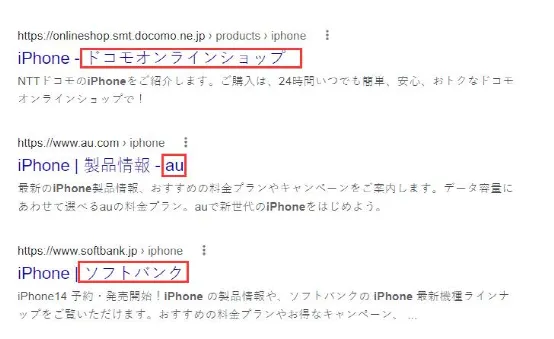 https://onlineshop.smt.docomo.ne.jp › products › iphone
iPhone - ドコモオンラインショップ
NTTドコモのiPhoneをご紹介します。ご購入は、24時間いつでも簡単、安心、おトクなドコモ
オンラインショップで！
https://www.au.com › iphone
iPhone | 製品情報 - au
最新のiPhone製品情報、おすすめの料金プランやキャンペーンをご案内します。データ容量に
あわせて選べるauの料金プラン。auで新世代のiPhoneをはじめよう。
https://www.softbank.jp › iphone
iPhone | ソフトバンク
iPhone14 予約・発売開始！iPhone の製品情報や、ソフトバンクの iPhone 最新機種ラインナ
ップをご覧いただけます。おすすめの料金プランやお得なキャンペーン、 ...